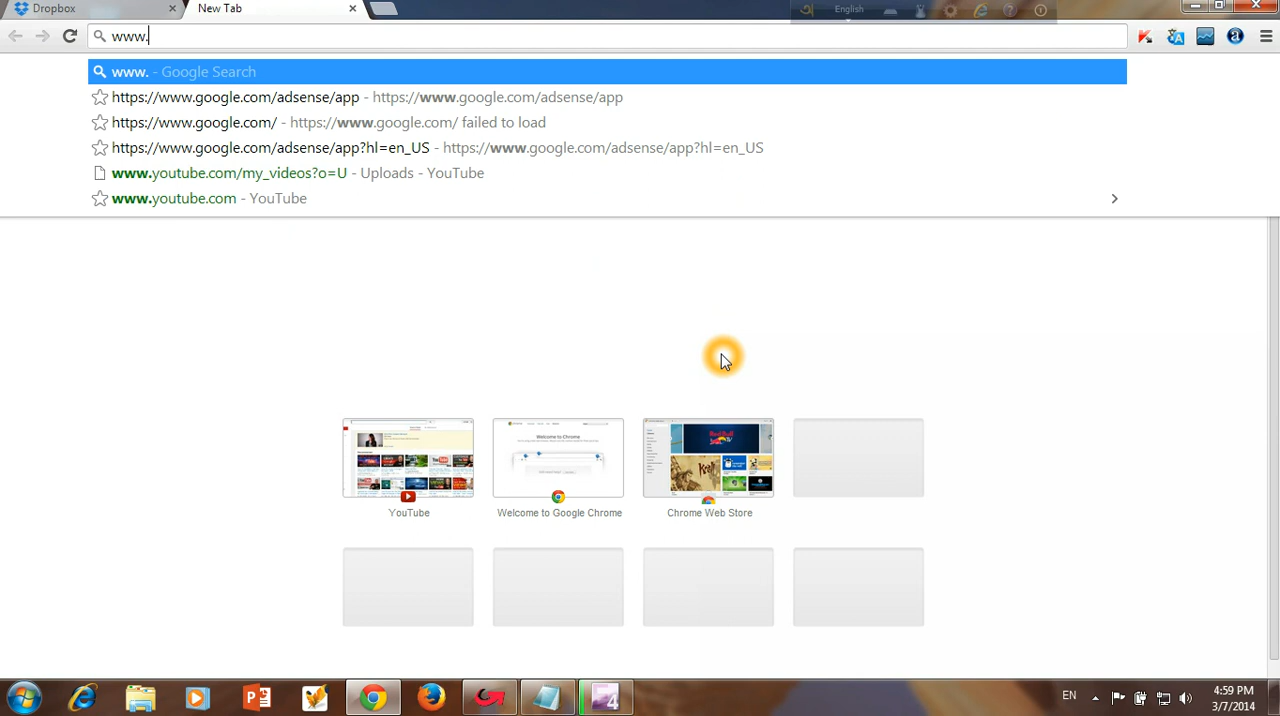 Dropbox
New Tab
English
www.
www. - Google Search
https://www.google.com/adsense/app - https://www.google.com/adsense/app
https://www.google.com/ - https://www.google.com/ failed to load
https://www.google.com/adsense/app?hl=en_US - https://www.google.com/adsense/app?hl=en_US
www.youtube.com/my_videos?o=U - Uploads - YouTube
www.youtube.com - YouTube
YouTube
Welcome to Chrome
Welcome to Google Chrome
Chrome Web Store
EN
4:59 PM
3/7/2014